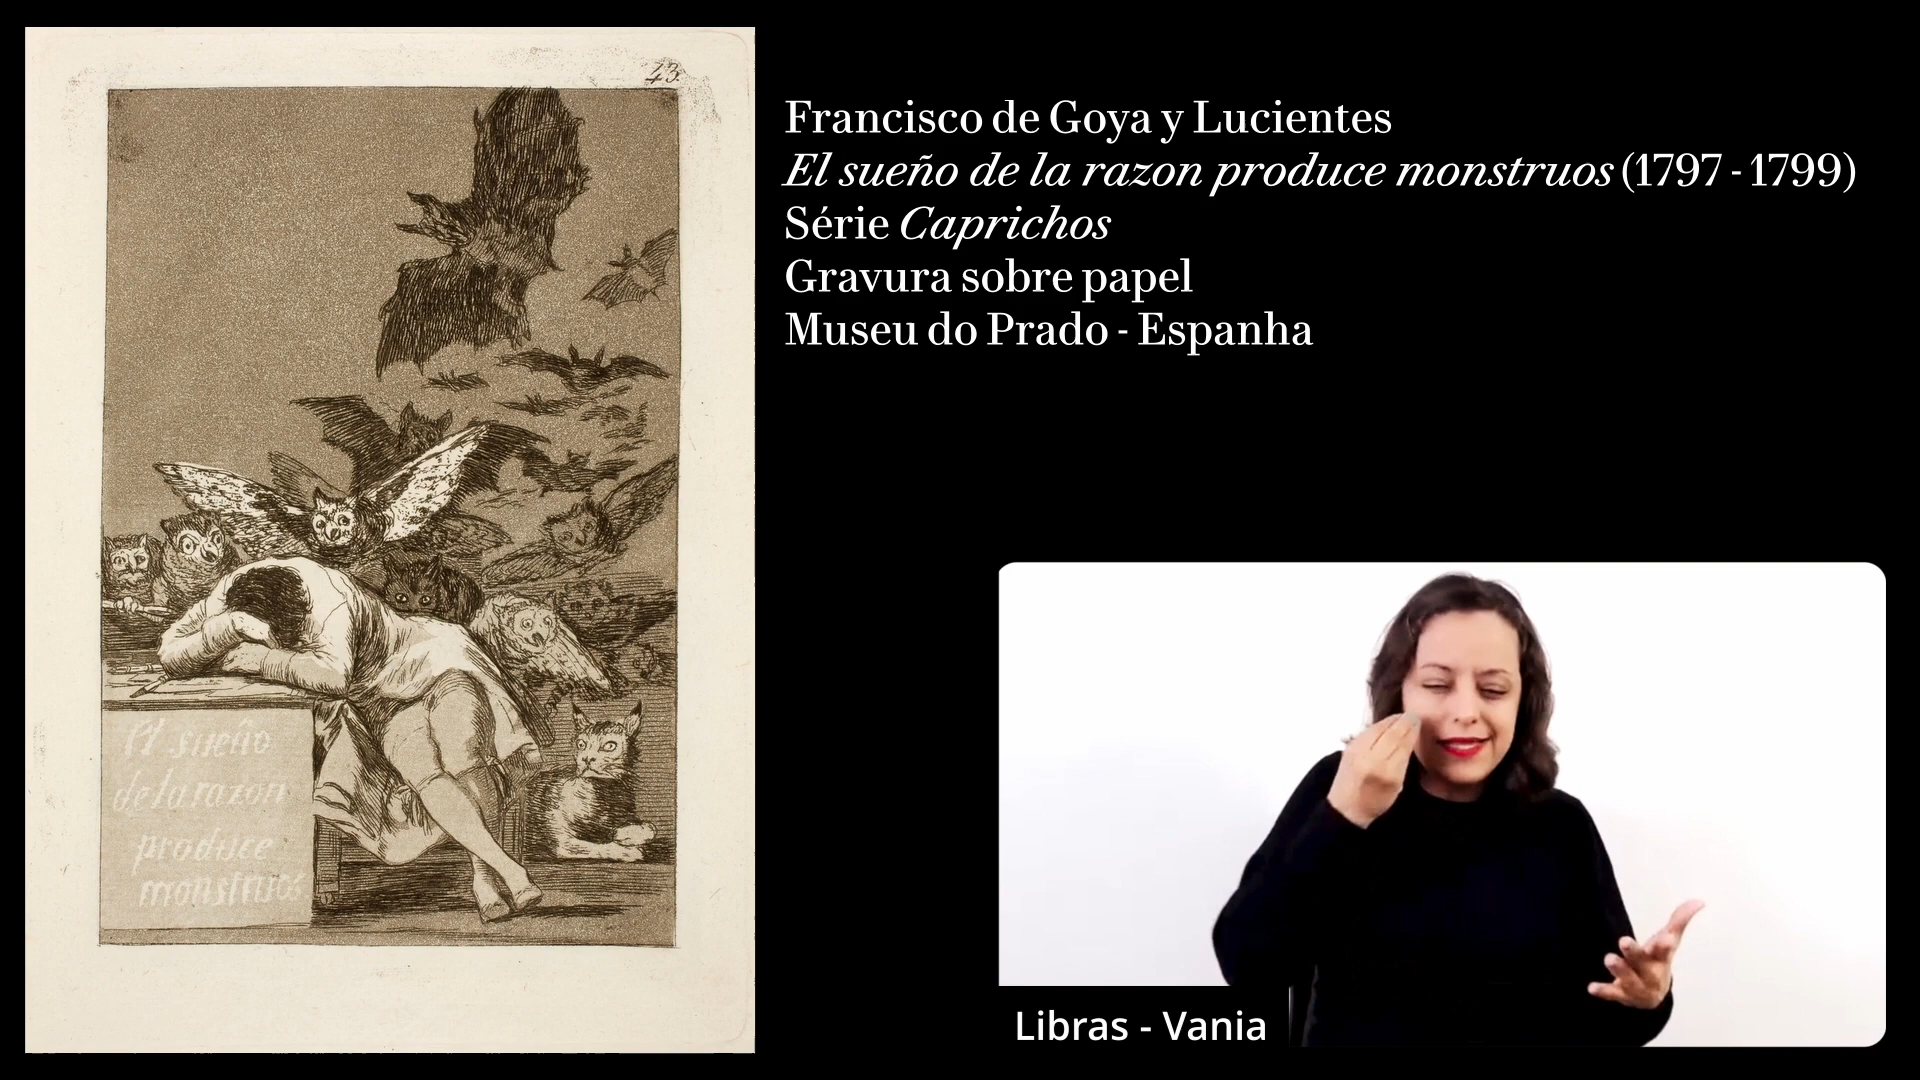 43.
El sueño
de la razon
produce
monstruos
Francisco de Goya y Lucientes
El sueño de la razon produce monstruos (1797 - 1799)
Série Caprichos
Gravura sobre papel
Museu do Prado - Espanha
Libras - Vania